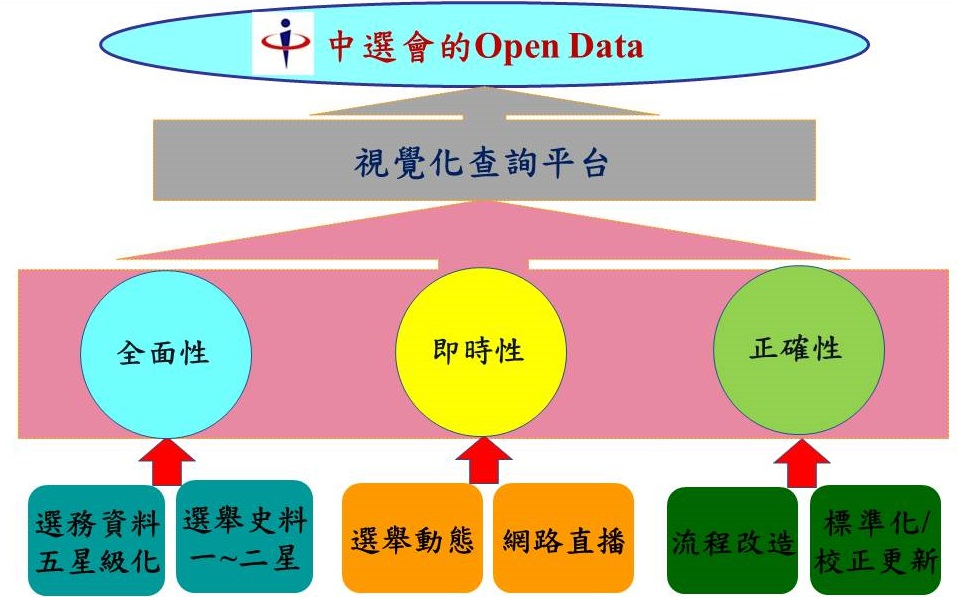 中選會的Open Data
視覺化查詢平台
全面性
即時性
正確性
選務資料
五星級化
選舉史料
一~二星
選舉動態
網路直播
流程改造
標準化/
校正更新